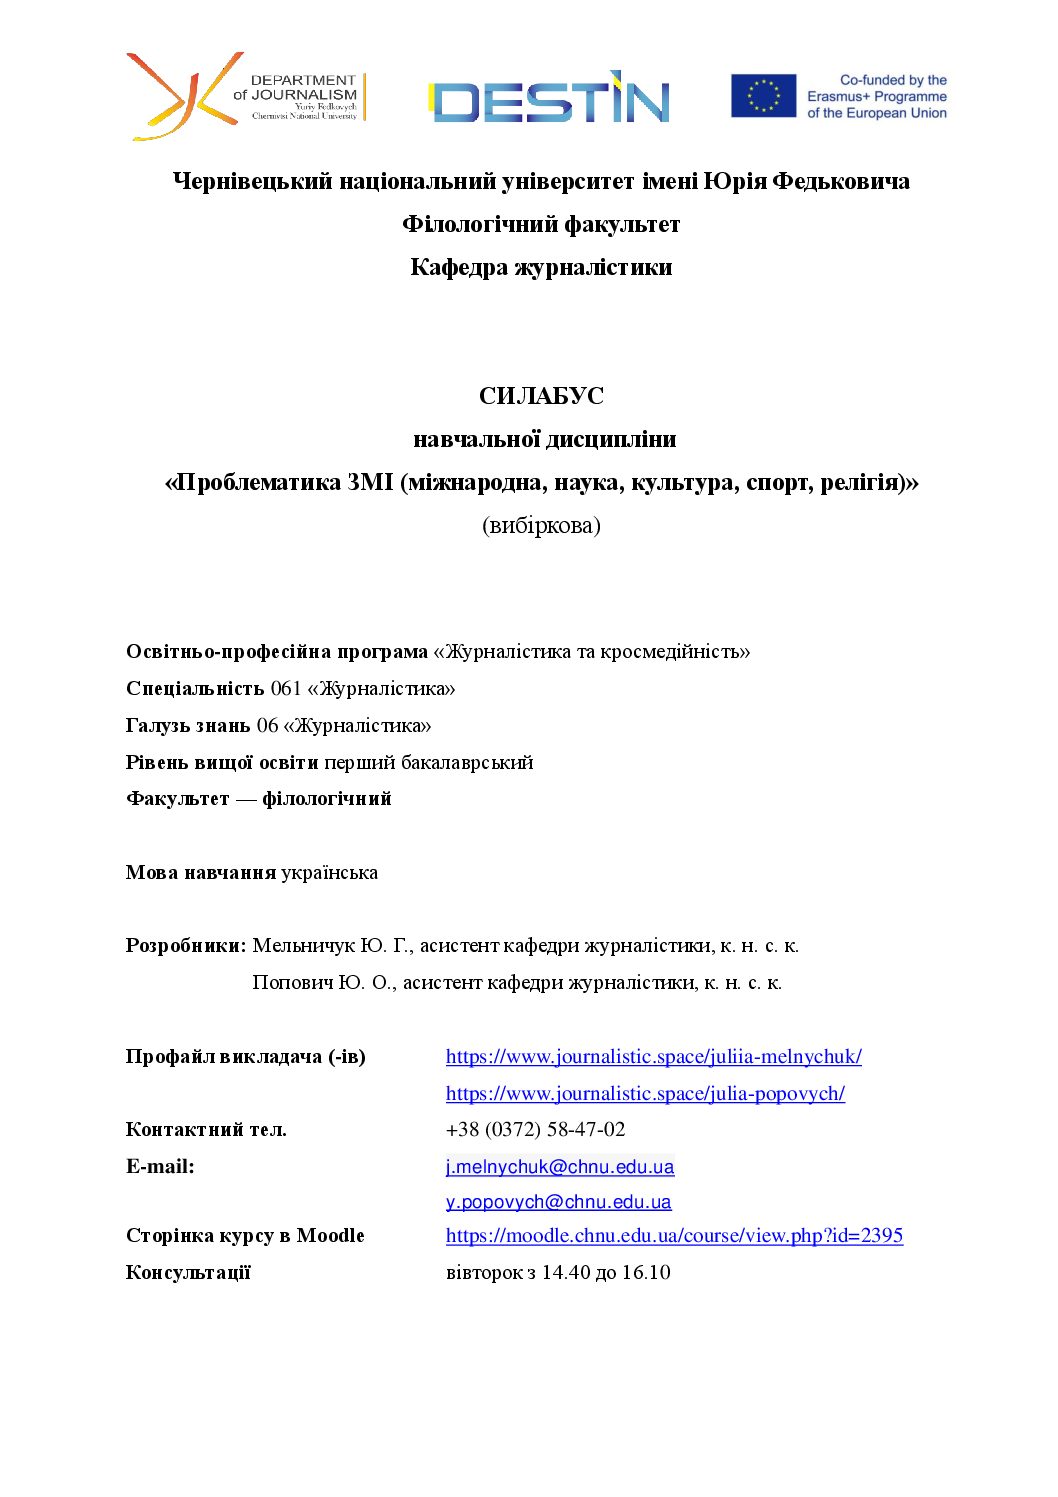 DEPARTMENT
of JOURNALISM
Yuriy Fedkovych
Chernivtsi National University
DESTIN
Co-funded by the
Erasmus+ Programme
of the European Union
Чернівецький національний університет імені Юрія Федьковича
Філологічний факультет
Кафедра журналістики
СИЛАБУС
навчальної дисципліни
«Проблематика ЗМІ (міжнародна, наука, культура, спорт, релігія)»
(вибіркова)
Освітньо-професійна програма «Журналістика та кросмедійність»
Спеціальність 061 «Журналістика»
Галузь знань 06 «Журналістика»
Рівень вищої освіти перший бакалаврський
Факультет — філологічний
Мова навчання українська
Розробники: Мельничук Ю. Г., асистент кафедри журналістики, к. н. с. к.
Попович Ю. О., асистент кафедри журналістики, к. н. с. к.
Профайл викладача (-ів) https://www.journalistic.space/juliia-melnychuk/
https://www.journalistic.space/julia-popovych/
Контактний тел. +38 (0372) 58-47-02
E-mail: j.melnychuk@chnu.edu.ua
y.popovych@chnu.edu.ua
Сторінка курсу в Moodle https://moodle.chnu.edu.ua/course/view.php?id=2395
Консультації вівторок з 14.40 до 16.10